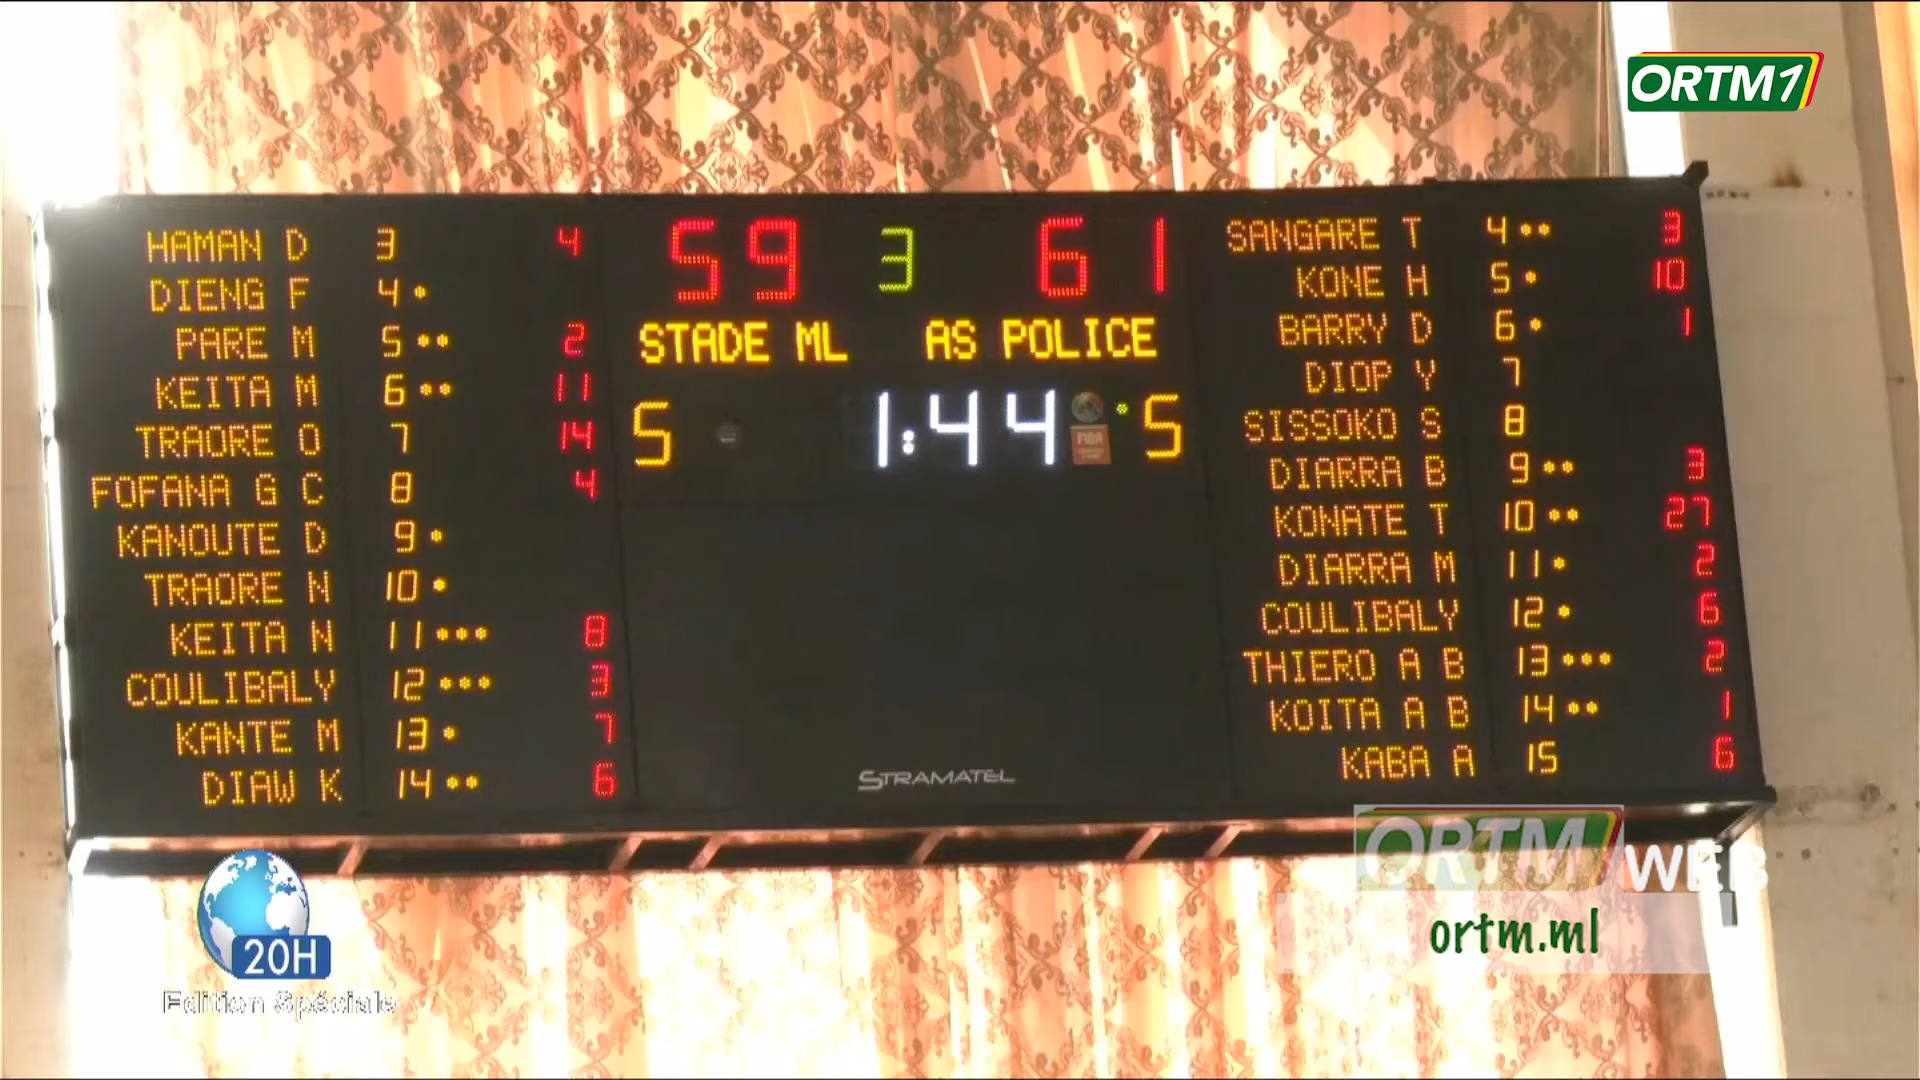 ORTM1
59 3 61
STADE ML AS POLICE
5 1:44 5
FIBA
HAMAN D 3 4
DIENG F 4
PARE M 5 2
KEITA M 6 11
TRAORE O 7 14
FOFANA G C 8 4
KANOUTE D 9
TRAORE N 10
KEITA N 11 8
COULIBALY 12 3
KANTE M 13 7
DIAW K 14 6
SANGARE T 4 3
KONE H 5 10
BARRY D 6 1
DIOP Y 7
SISSOKO S 8
DIARRA B 9 3
KONATE T 10 27
DIARRA M 11 2
COULIBALY 12 6
THIERO A B 13 2
KOITA A B 14 1
KABA A 15 6
STRAMATEL
ORTM1 WEB
ortm.ml
20H
Edition Spéciale